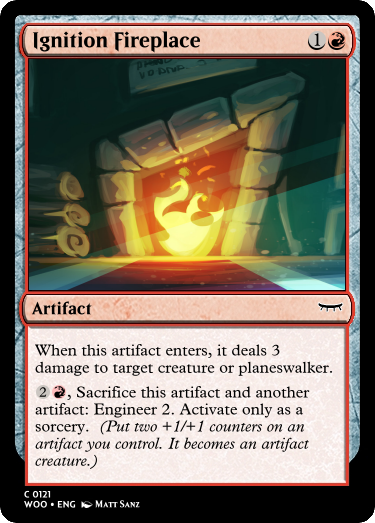 Ignition Fireplace 1
Artifact
When this artifact enters, it deals 3
damage to target creature or planeswalker.
2, Sacrifice this artifact and another
artifact: Engineer 2. Activate only as a
sorcery. (Put two +1/+1 counters on an
artifact you control. It becomes an artifact
creature.)
C 0121
WOO • ENG Matt Sanz